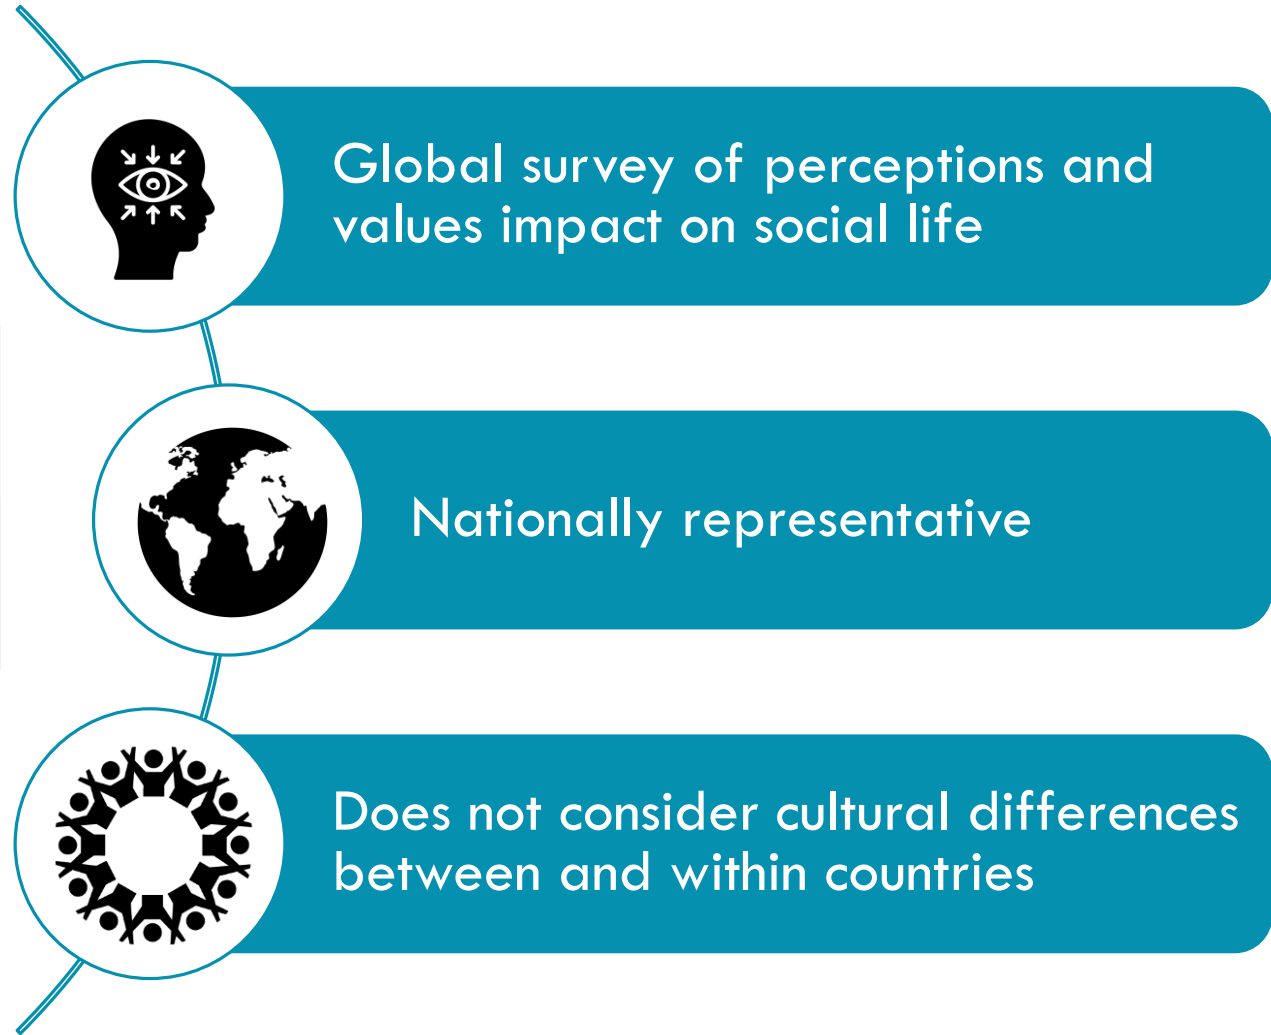 Global survey of perceptions and
values impact on social life
Nationally representative
Does not consider cultural differences
between and within countries